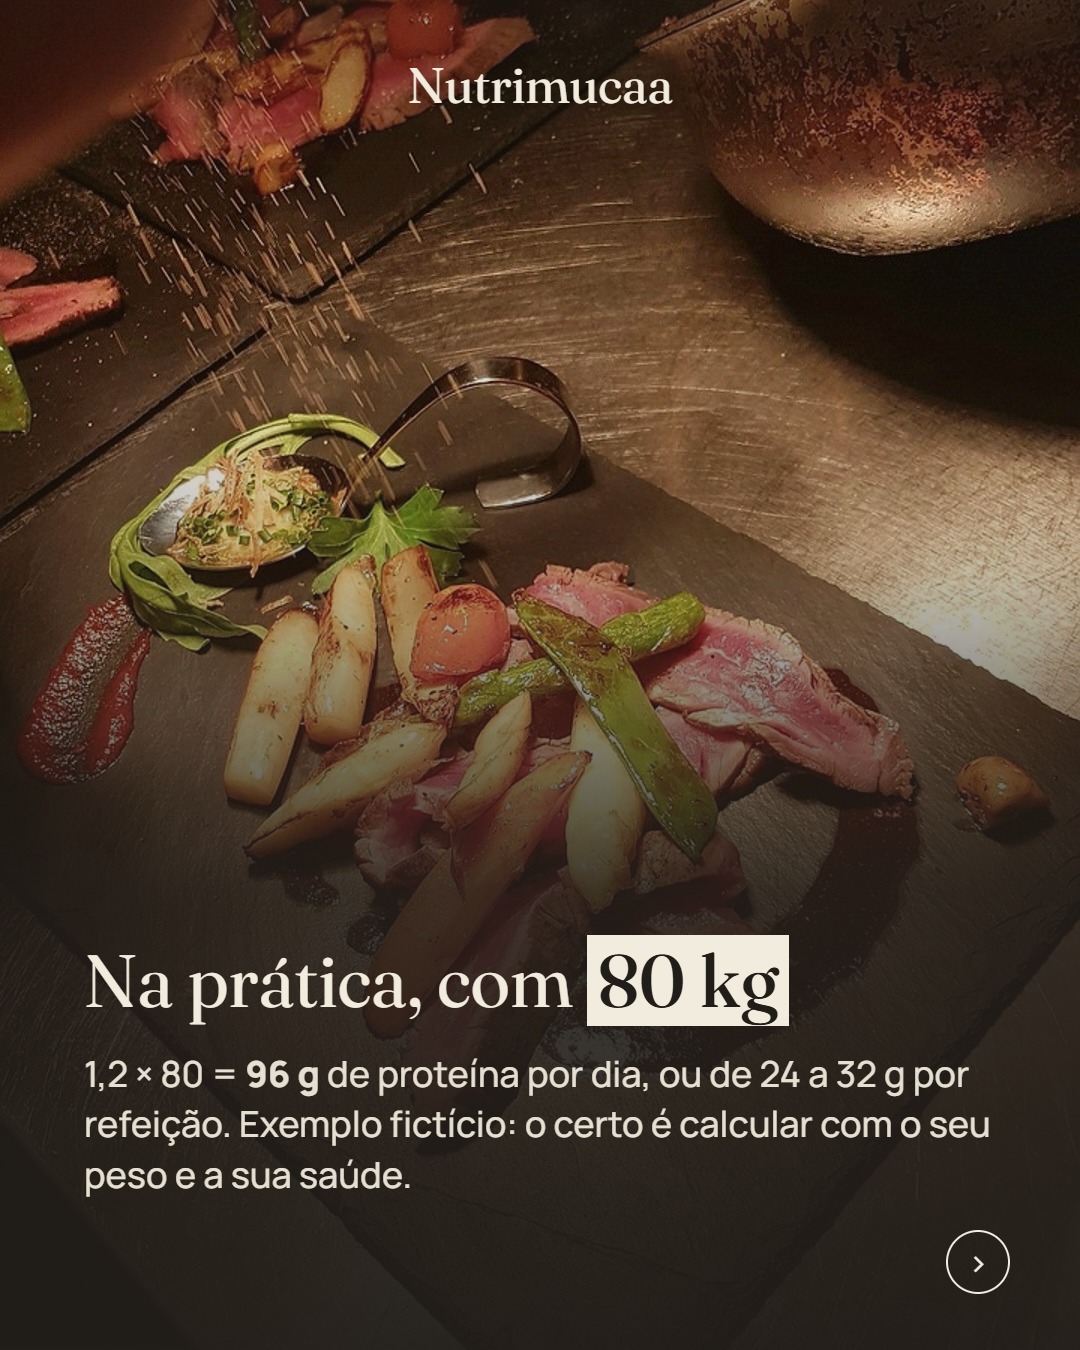 Nutrimucaa
Na prática, com 80 kg
1,2 × 80 = 96 g de proteína por dia, ou de 24 a 32 g por
refeição. Exemplo fictício: o certo é calcular com o seu
peso e a sua saúde.